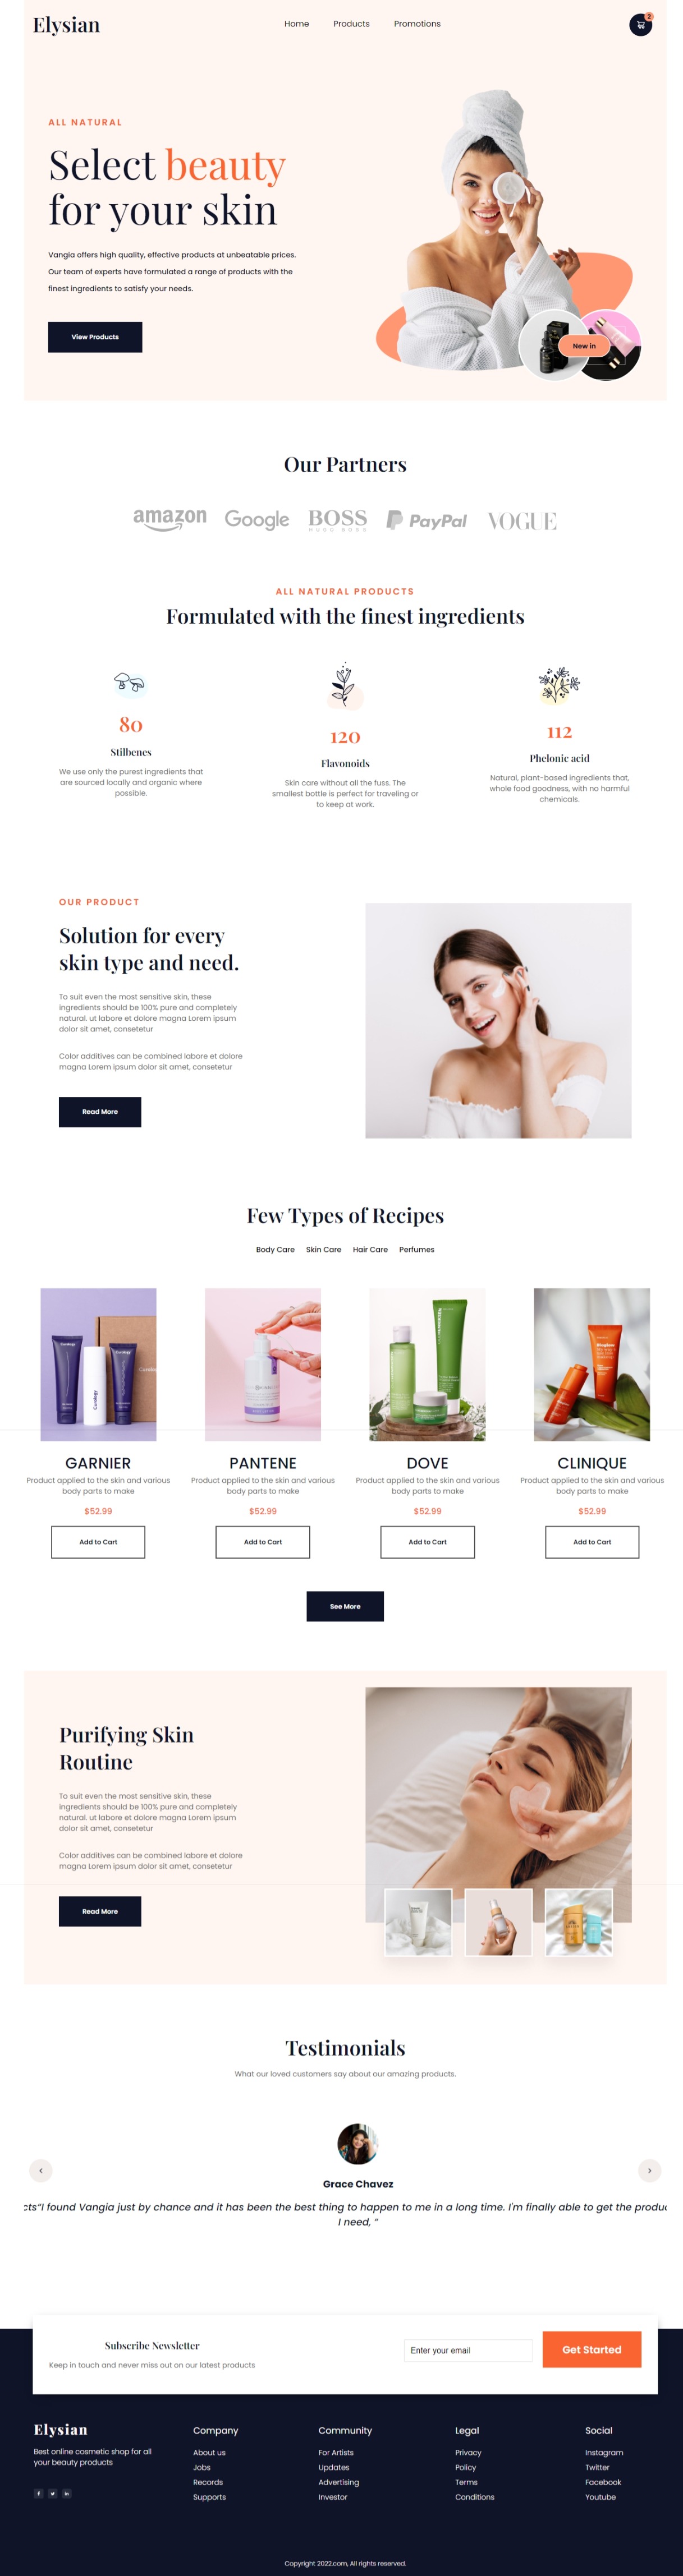 Elysian
Home Products Promotions
2
ALL NATURAL
Select beauty
for your skin
Vangia offers high quality, effective products at unbeatable prices.
Our team of experts have formulated a range of products with the
finest ingredients to satisfy your needs.
View Products
New in
Our Partners
amazon Google BOSS PayPal VOGUE
HUGO BOSS
ALL NATURAL PRODUCTS
Formulated with the finest ingredients
80
Stilbenes
We use only the purest ingredients that
are sourced locally and organic where
possible.
120
Flavonoids
Skin care without all the fuss. The
smallest bottle is perfect for traveling or
to keep at work.
112
Phelonic acid
Natural, plant-based ingredients that,
whole food goodness, with no harmful
chemicals.
OUR PRODUCT
Solution for every
skin type and need.
To suit even the most sensitive skin, these
ingredients should be 100% pure and completely
natural. ut labore et dolore magna Lorem ipsum
dolor sit amet, consetetur
Color additives can be combined labore et dolore
magna Lorem ipsum dolor sit amet, consetetur
Read More
Few Types of Recipes
Body Care Skin Care Hair Care Perfumes
GARNIER
Product applied to the skin and various
body parts to make
$52.99
Add to Cart
PANTENE
Product applied to the skin and various
body parts to make
$52.99
Add to Cart
DOVE
Product applied to the skin and various
body parts to make
$52.99
Add to Cart
CLINIQUE
Product applied to the skin and various
body parts to make
$52.99
Add to Cart
See More
Purifying Skin
Routine
To suit even the most sensitive skin, these
ingredients should be 100% pure and completely
natural. ut labore et dolore magna Lorem ipsum
dolor sit amet, consetetur
Color additives can be combined labore et dolore
magna Lorem ipsum dolor sit amet, consetetur
Read More
Testimonials
What our loved customers say about our amazing products.
Grace Chavez
cts“I found Vangia just by chance and it has been the best thing to happen to me in a long time. I'm finally able to get the produc
I need, “
Subscribe Newsletter
Keep in touch and never miss out on our latest products
Enter your email
Get Started
Elysian
Best online cosmetic shop for all
your beauty products
Company
About us
Jobs
Records
Supports
Community
For Artists
Updates
Advertising
Investor
Legal
Privacy
Policy
Terms
Conditions
Social
Instagram
Twitter
Facebook
Youtube
Copyright 2022.com, All rights reserved.